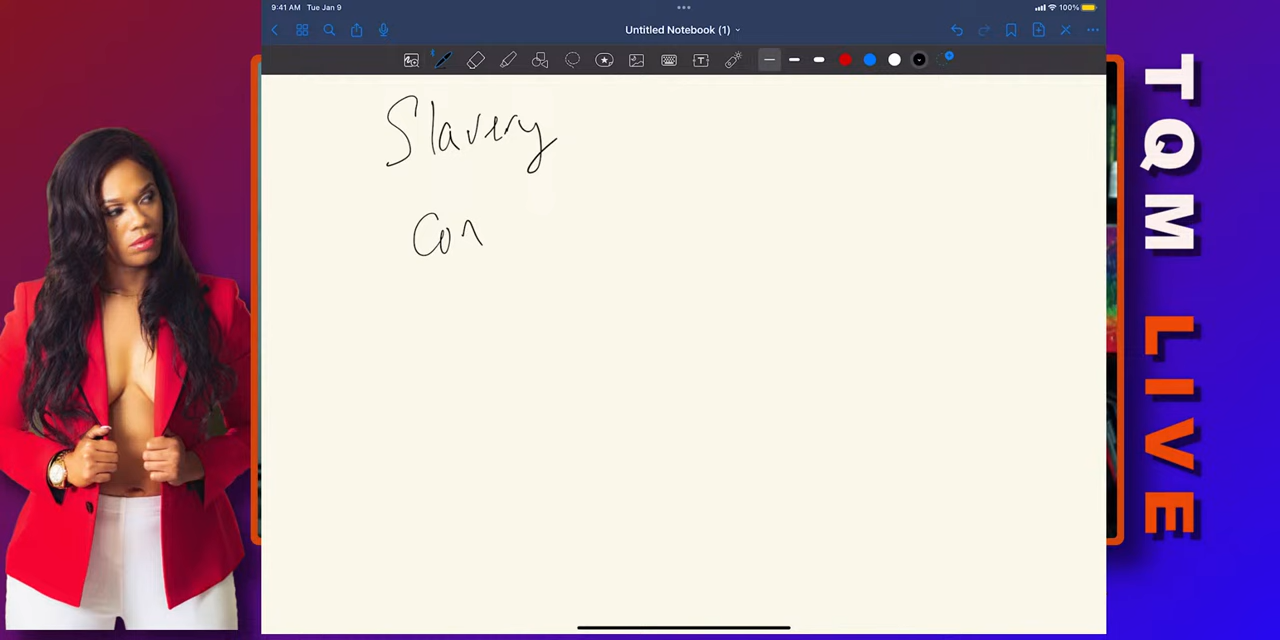 9:41 AM Tue Jan 9
100%
Untitled Notebook (1)
Slavery
Con
TQM LIVE